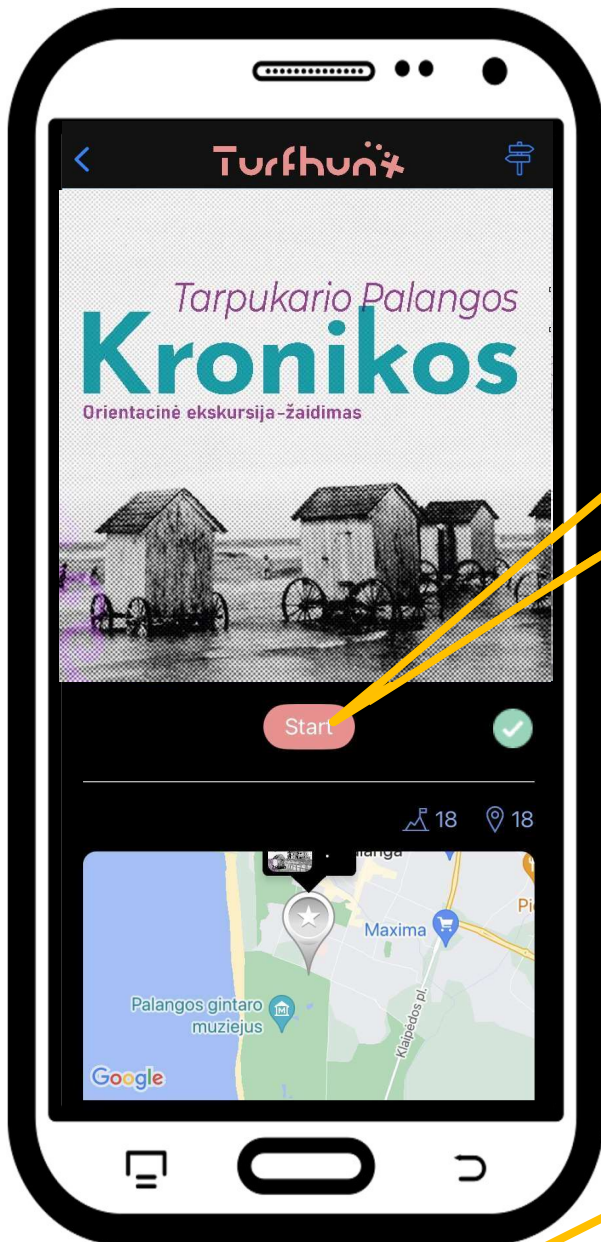 Turfhunt
Tarpukario Palangos
Kronikos
Orientacinė ekskursija-žaidimas
Start
18 18
Maxima
Palangos gintaro
muziejus
Klaipėdos pl.
Google